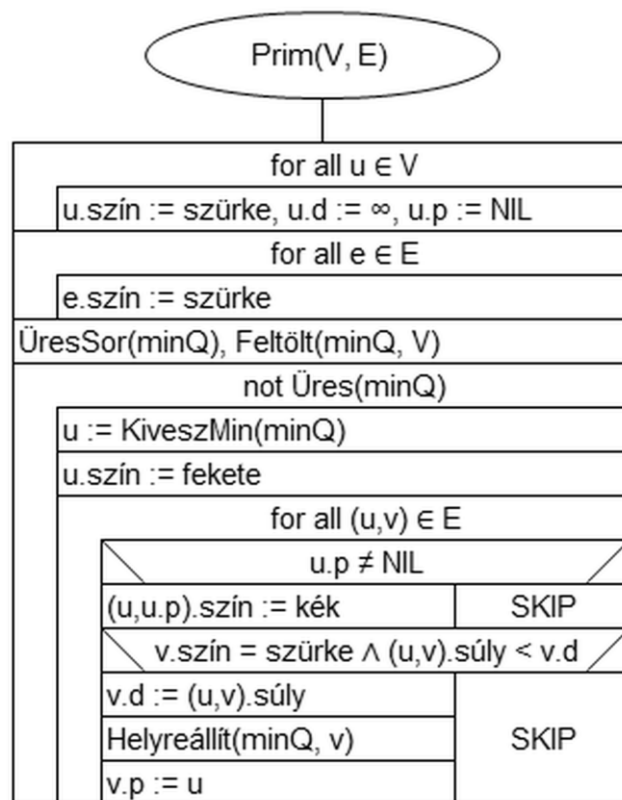 Prim(V, E)
for all u ∈ V
u.szín := szürke, u.d := ∞, u.p := NIL
for all e ∈ E
e.szín := szürke
ÜresSor(minQ), Feltölt(minQ, V)
not Üres(minQ)
u := KiveszMin(minQ)
u.szín := fekete
for all (u,v) ∈ E
u.p ≠ NIL
(u,u.p).szín := kék SKIP
v.szín = szürke ∧ (u,v).súly < v.d
v.d := (u,v).súly
Helyreállít(minQ, v) SKIP
v.p := u